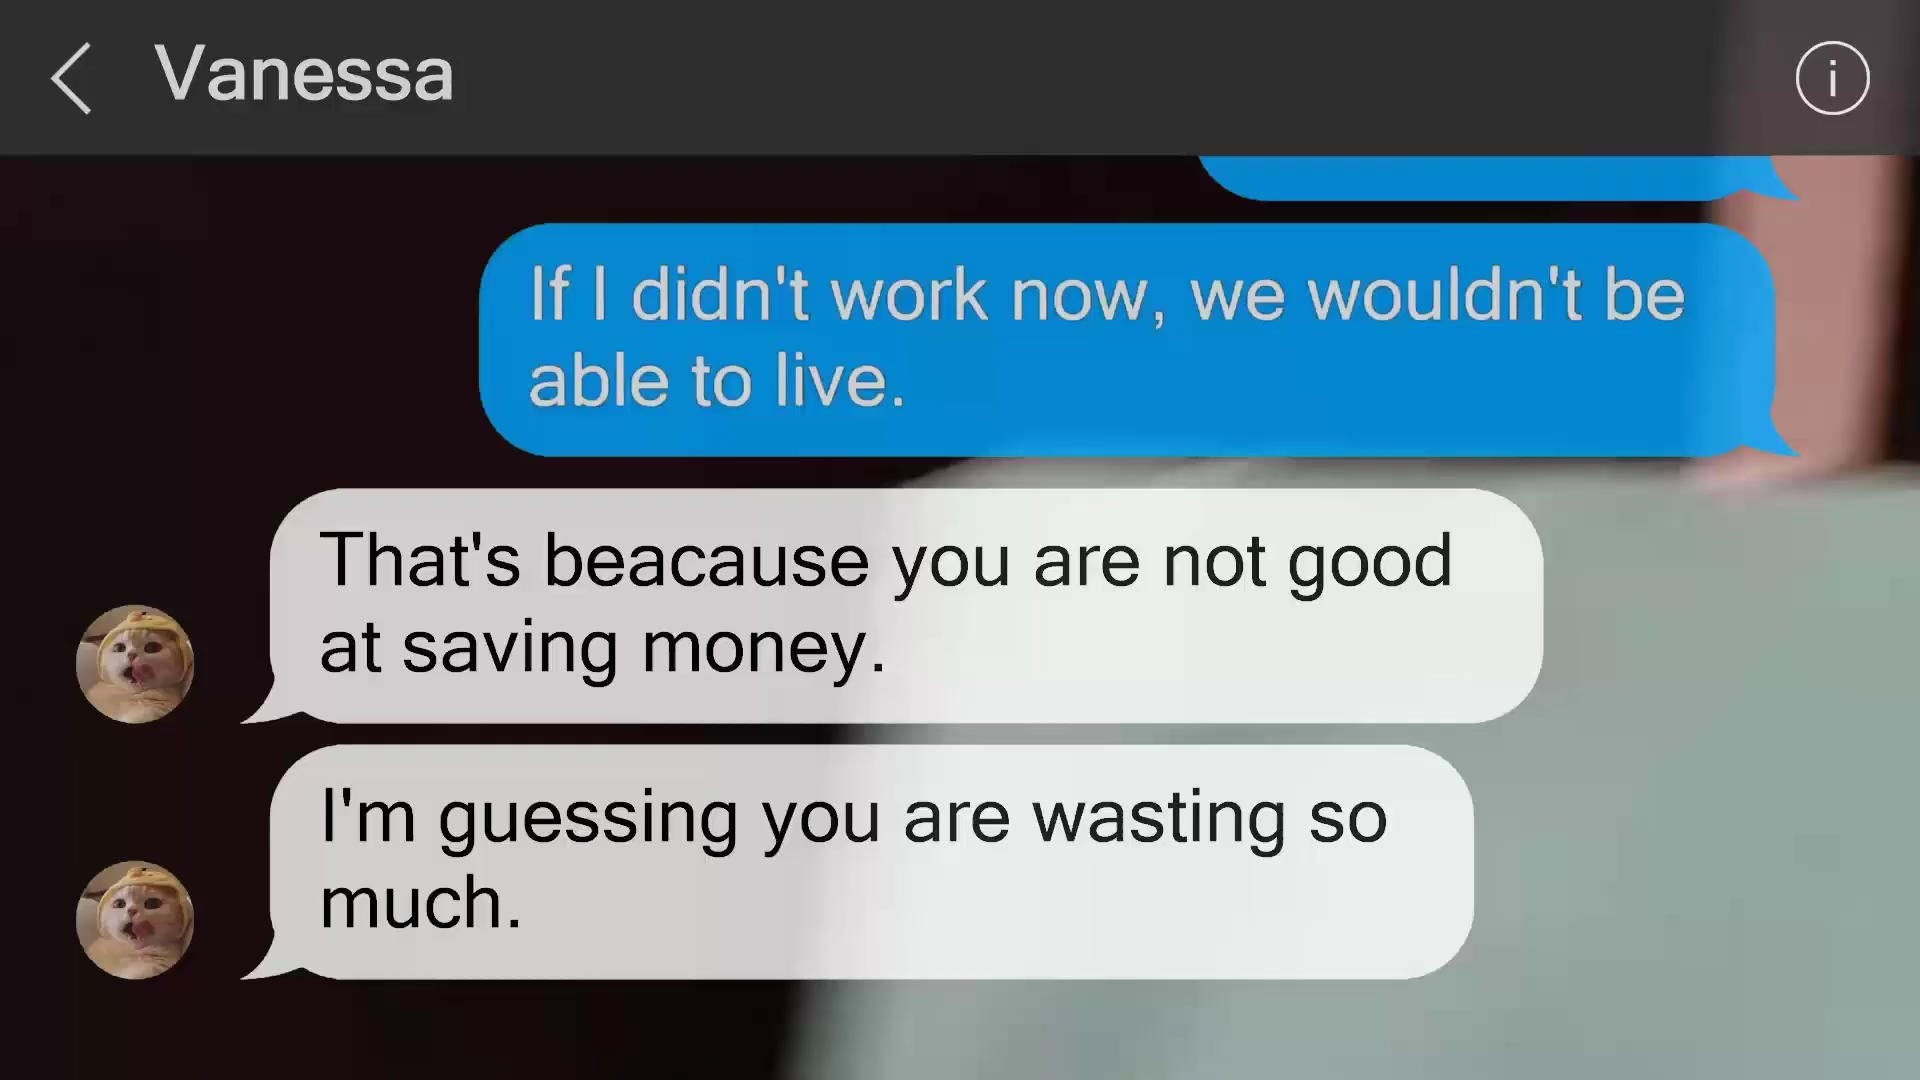 Vanessa
i
If I didn't work now, we wouldn't be
able to live.
That's beacause you are not good
at saving money.
I'm guessing you are wasting so
much.